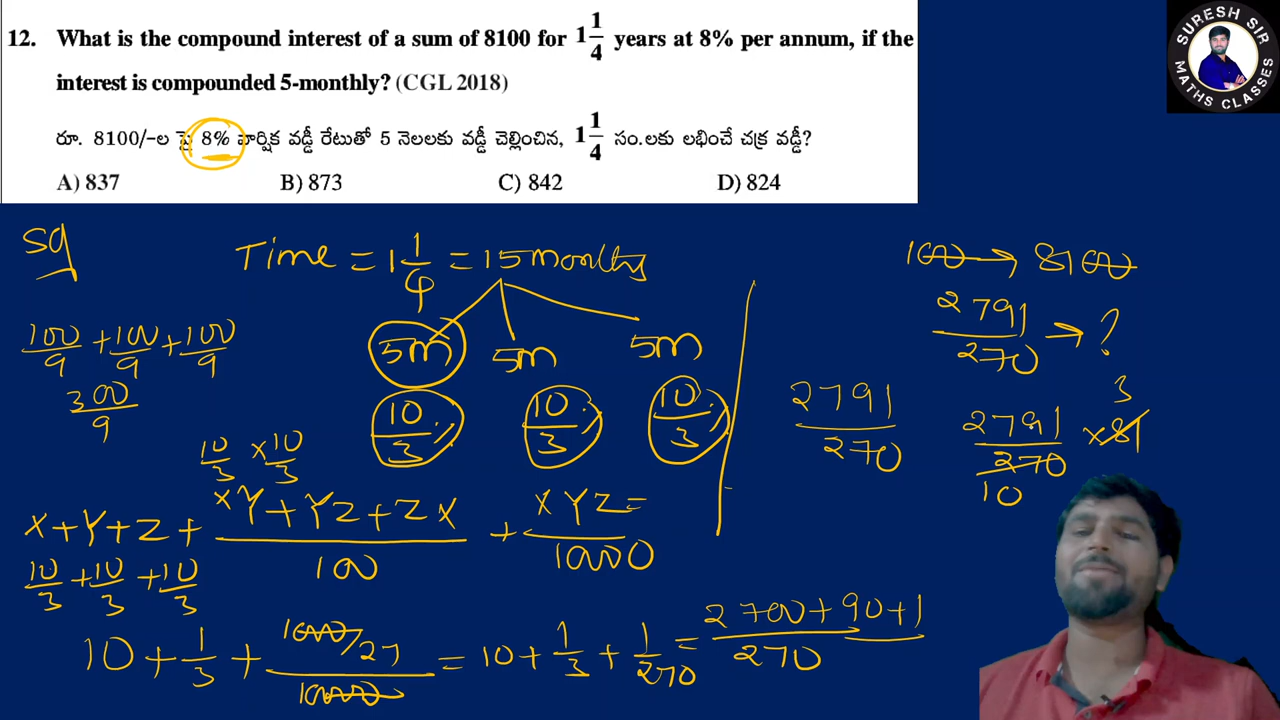 12. What is the compound interest of a sum of 8100 for 1 1/4 years at 8% per annum, if the
interest is compounded 5-monthly? (CGL 2018)
రూ. 8100/-ల పై 8% వార్షిక వడ్డీ రేటుతో 5 నెలలకు వడ్డీ చెల్లించిన, 1 1/4 సం.లకు లభించే చక్ర వడ్డీ?
A) 837 B) 873 C) 842 D) 824
SURESH SIR
MATHS CLASSES
Time = 1 1/4 = 15 months
5m 5m 5m
10/3% 10/3% 10/3%
100/9 + 100/9 + 100/9
300/9
10/3 × 10/3
X+Y+Z + (XY+YZ+ZX)/100 + XYZ/10000 =
10/3 + 10/3 + 10/3
10 + 1/3 + (1000/27)/10000 = 10 + 1/3 + 1/270 = (2700+90+1)/270
2791/270
100 → 8100
2791/270 → ?
2791/270 × 81
3
10